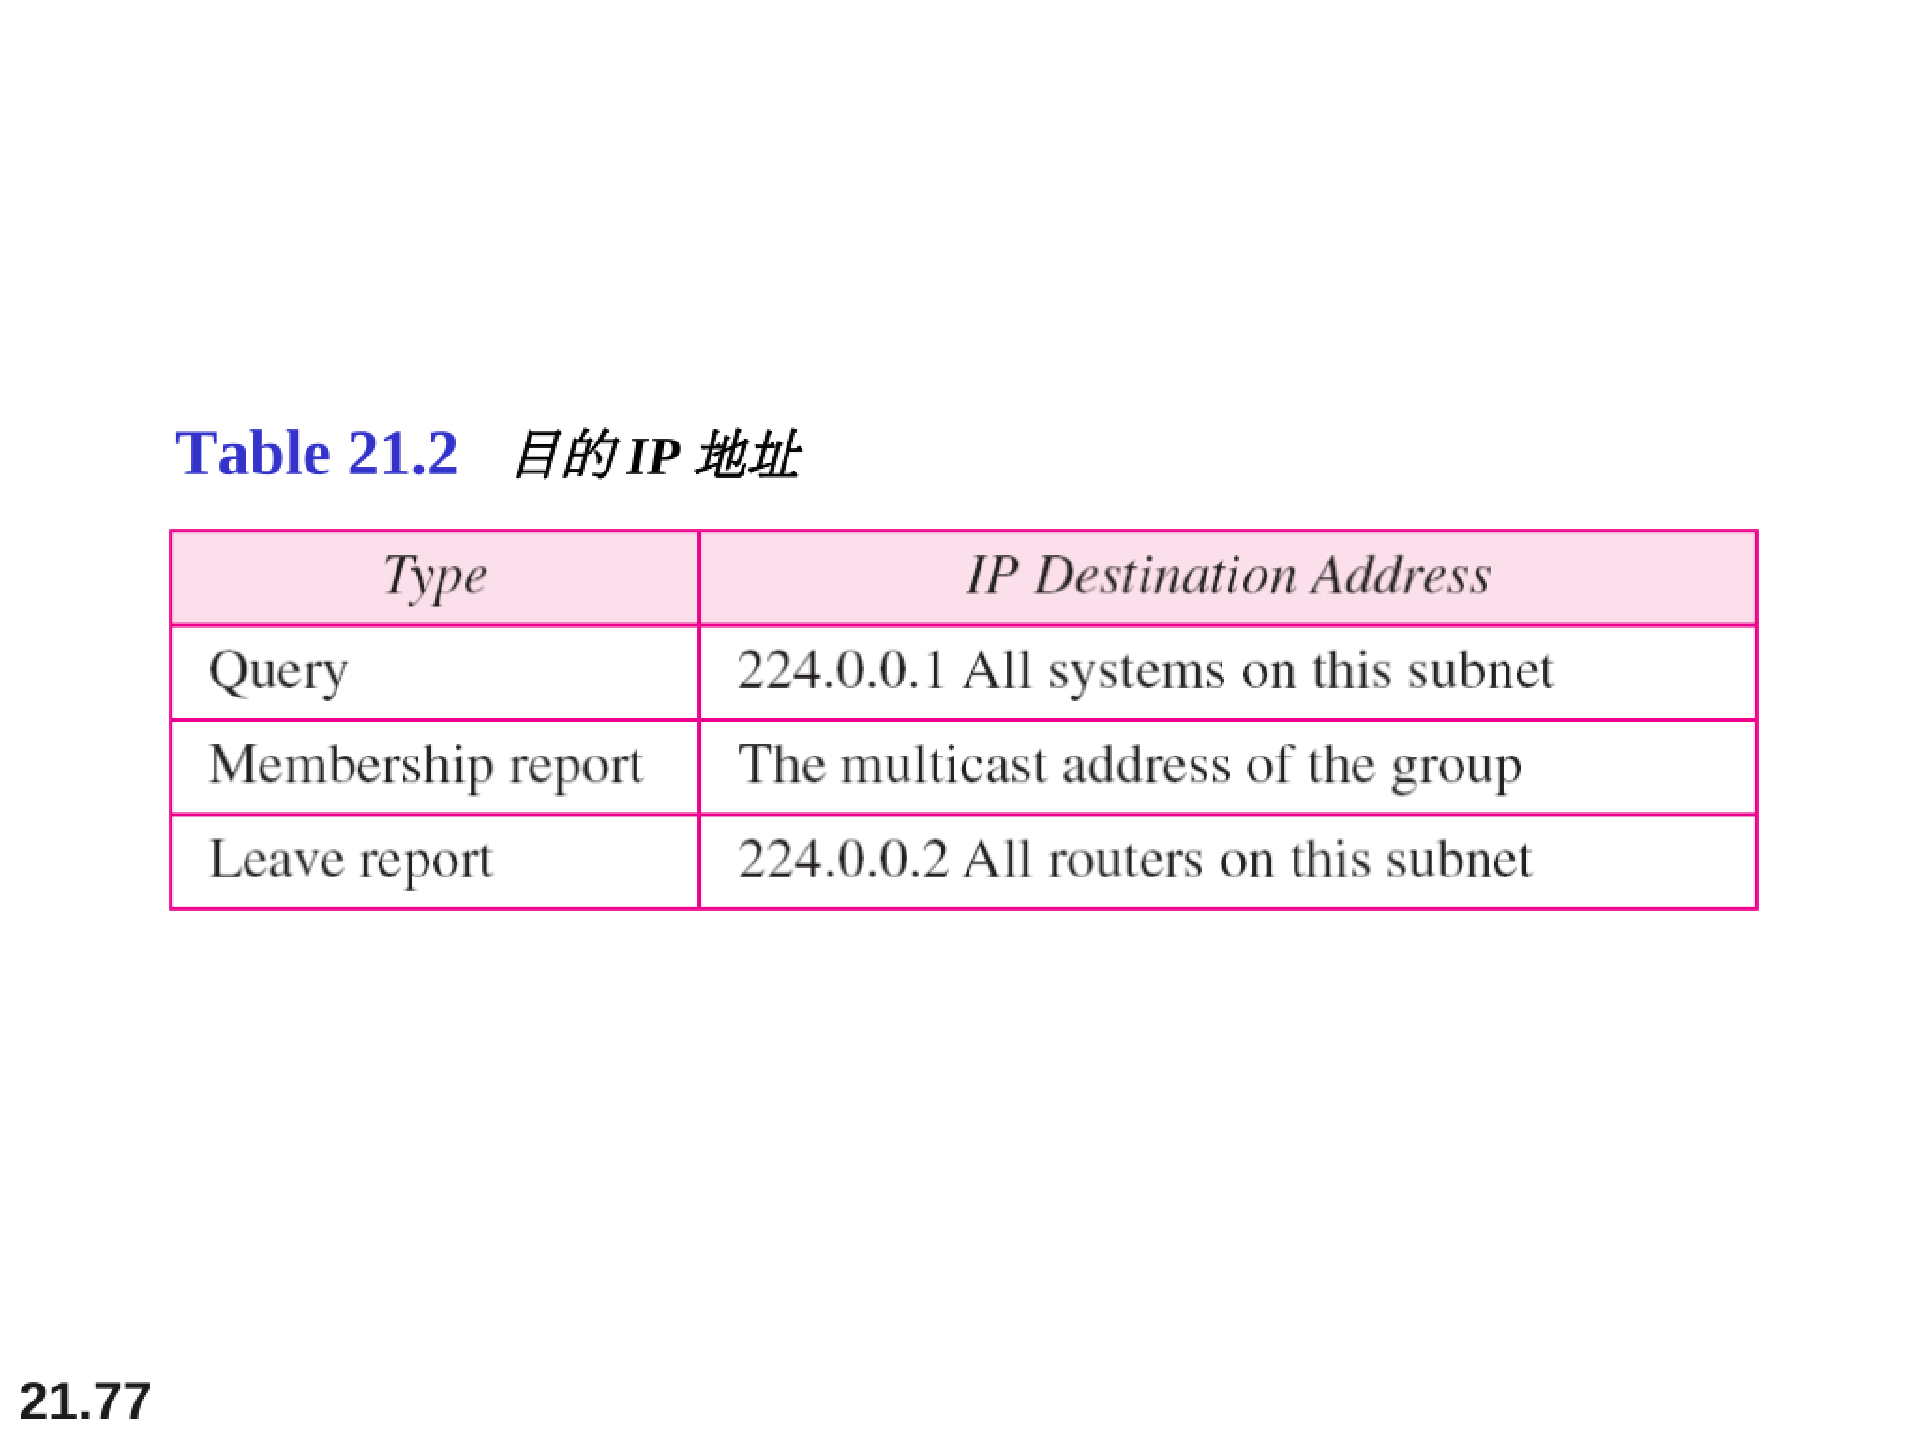 Table 21.2 目的 IP 地址
Type IP Destination Address
Query 224.0.0.1 All systems on this subnet
Membership report The multicast address of the group
Leave report 224.0.0.2 All routers on this subnet
21.77